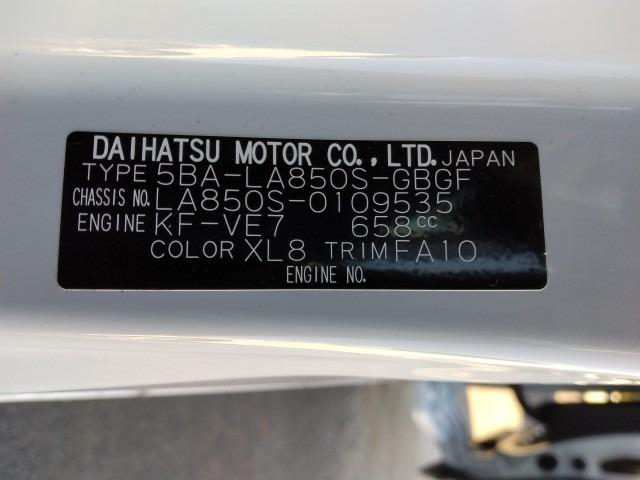 DAIHATSU MOTOR CO., LTD. JAPAN
TYPE 5BA-LA850S-GBGF
CHASSIS NO. LA850S-0109535
ENGINE KF-VE7 658cc
COLOR XL8 TRIM FA10
ENGINE NO.